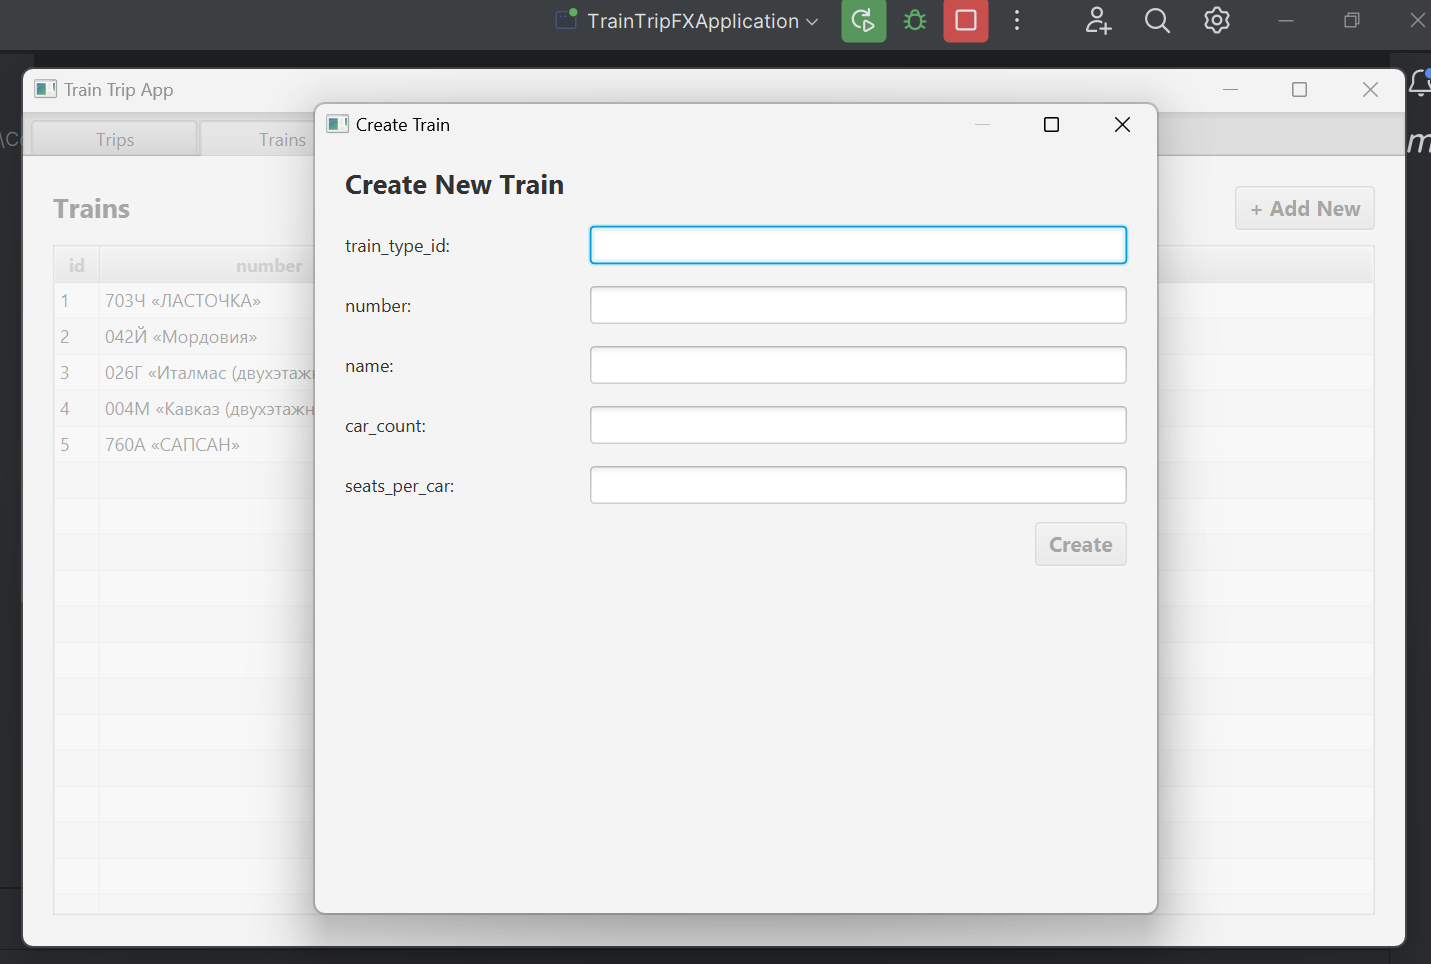 TrainTripFXApplication
Train Trip App
Trips
Trains
Trains
+ Add New
id
number
1
703Ч «ЛАСТОЧКА»
2
042Й «Мордовия»
3
026Г «Италмас (двухэтажн
4
004М «Кавказ (двухэтажн
5
760А «САПСАН»
Create Train
Create New Train
train_type_id:
number:
name:
car_count:
seats_per_car:
Create